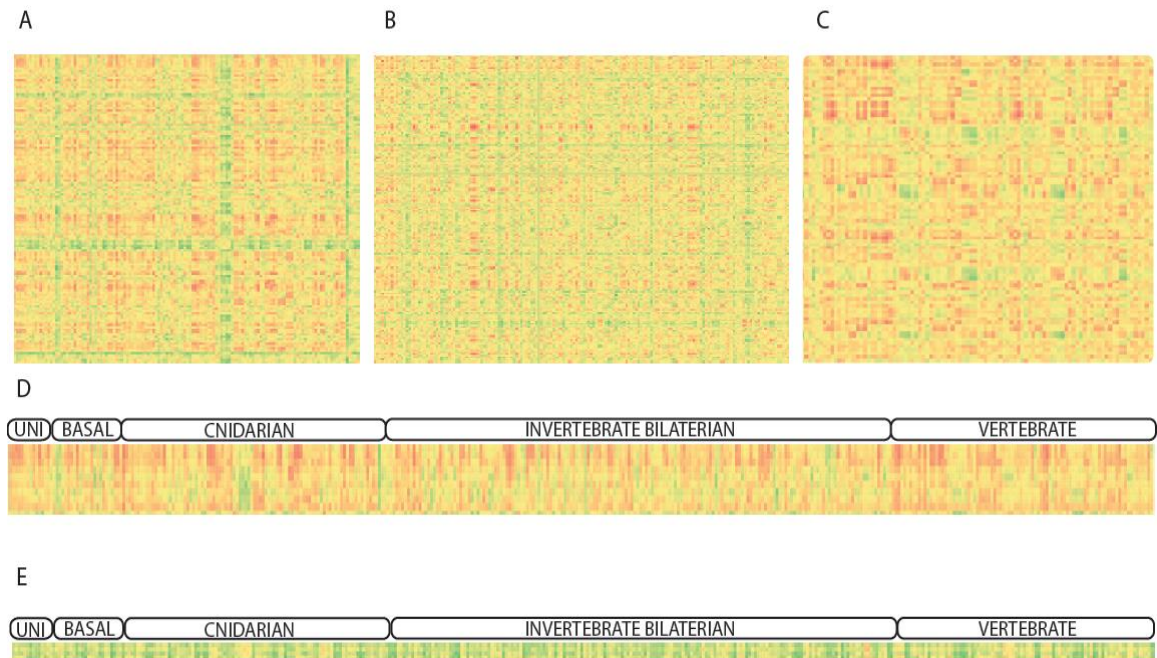 A B C
D
UNI BASAL CNIDARIAN INVERTEBRATE BILATERIAN VERTEBRATE
E
UNI BASAL CNIDARIAN INVERTEBRATE BILATERIAN VERTEBRATE